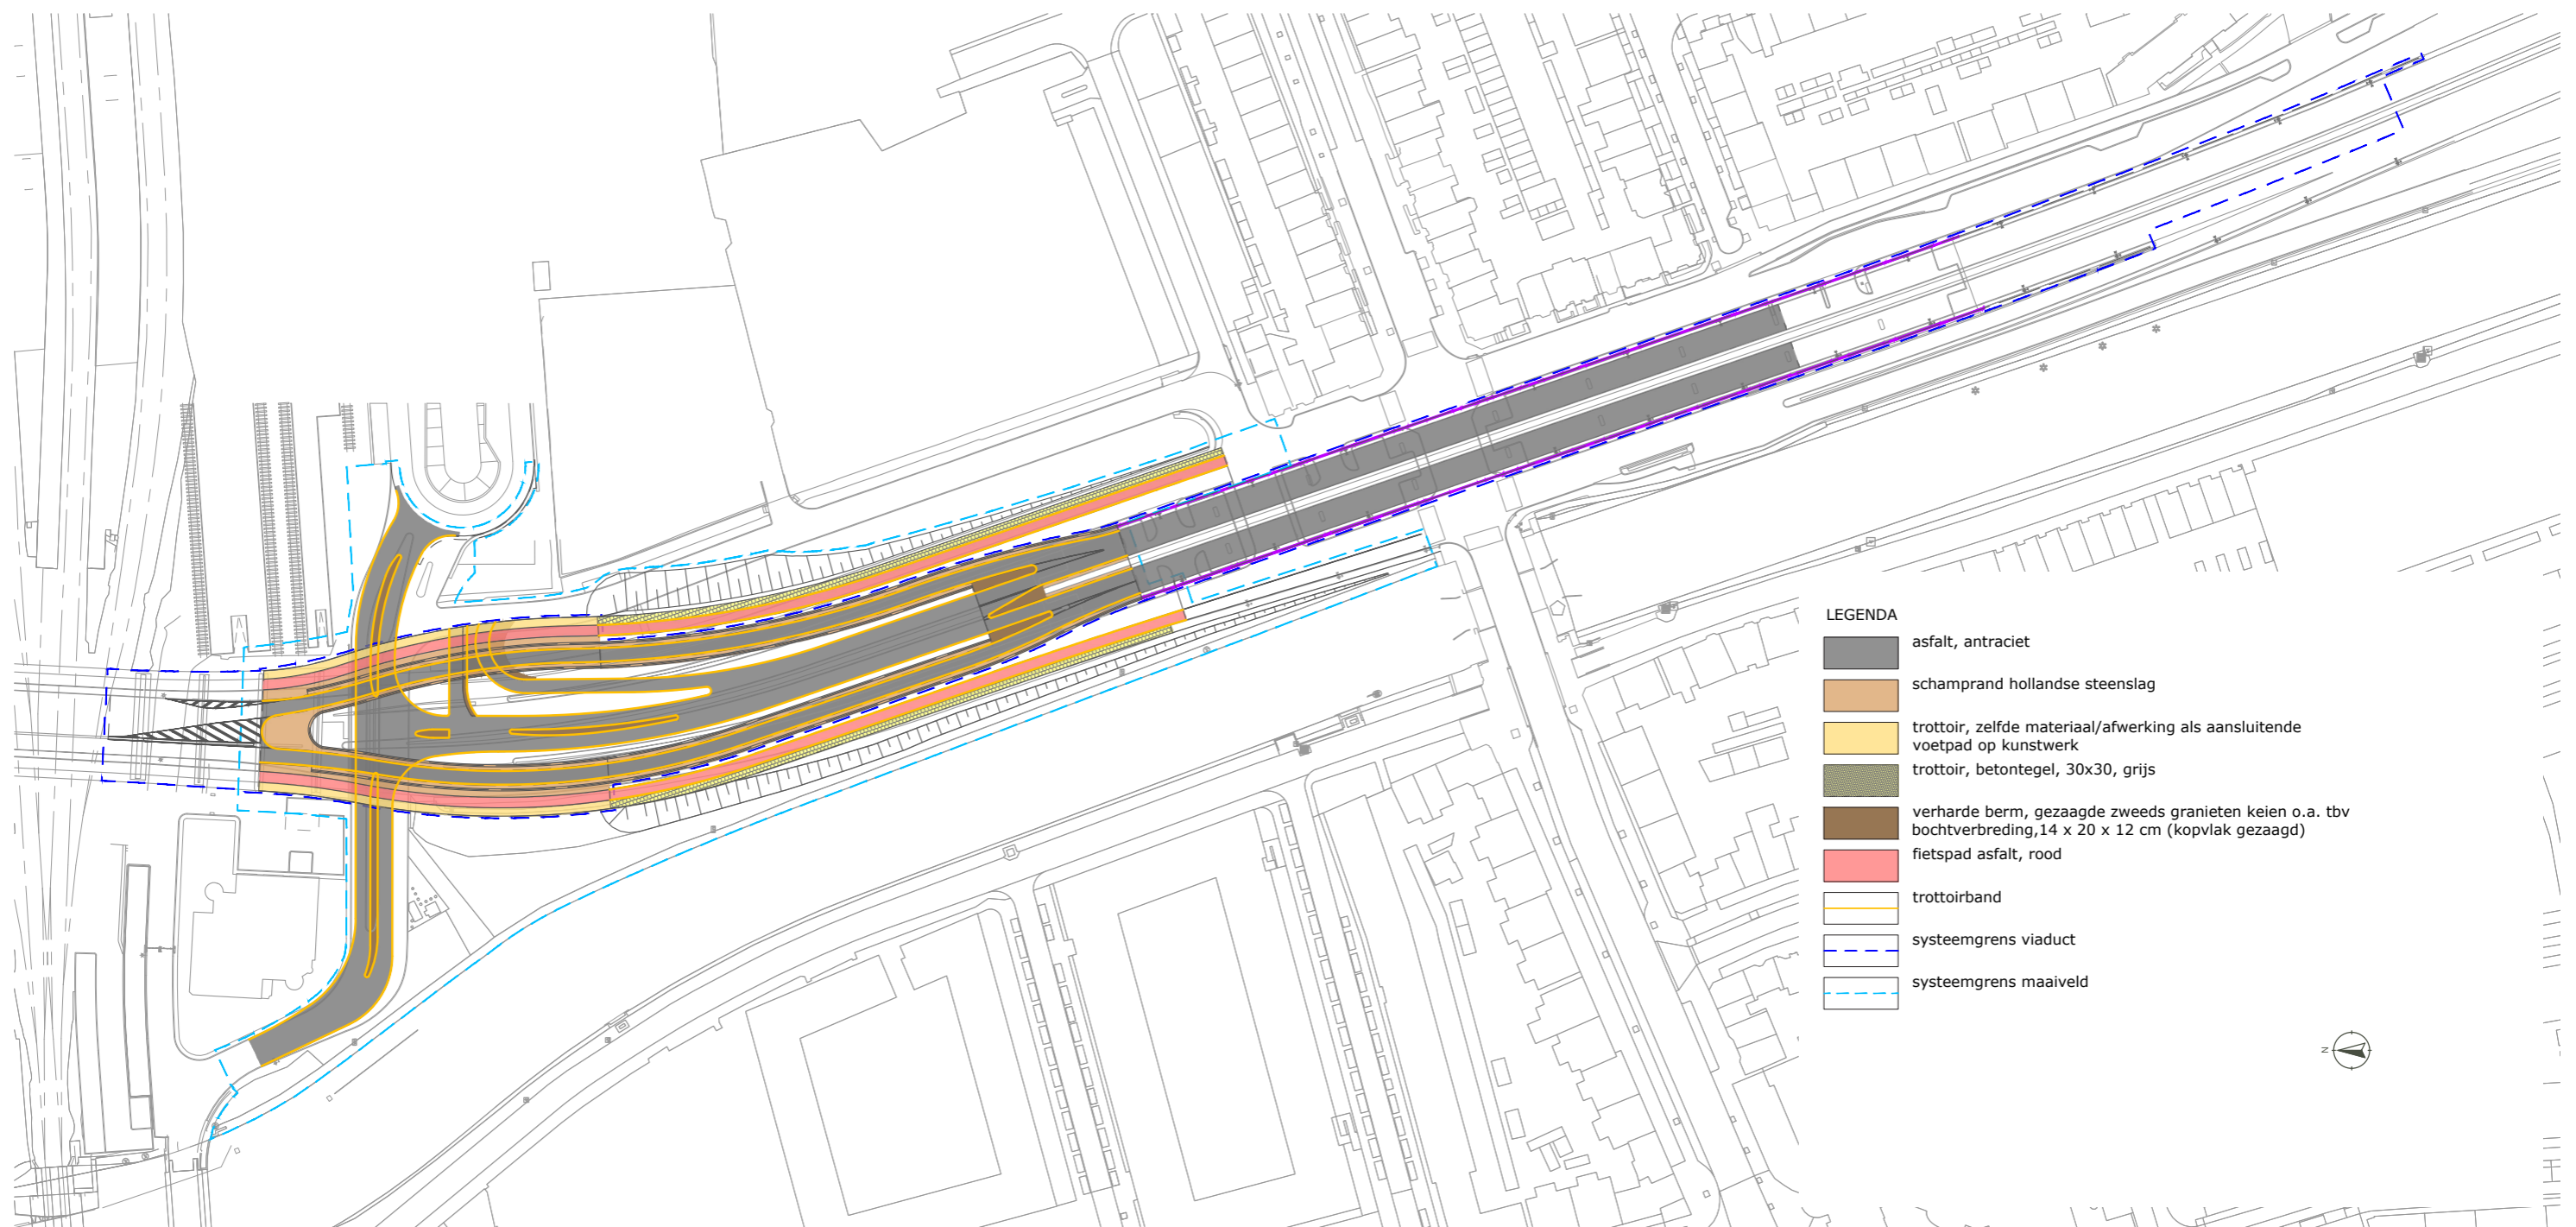 LEGENDA
asfalt, antraciet
schamprand hollandse steenslag
trottoir, zelfde materiaal/afwerking als aansluitende
voetpad op kunstwerk
trottoir, betontegel, 30x30, grijs
verharde berm, gezaagde zweeds granieten keien o.a. tbv
bochtverbreding,14 x 20 x 12 cm (kopvlak gezaagd)
fietspad asfalt, rood
trottoirband
systeemgrens viaduct
systeemgrens maaiveld
N